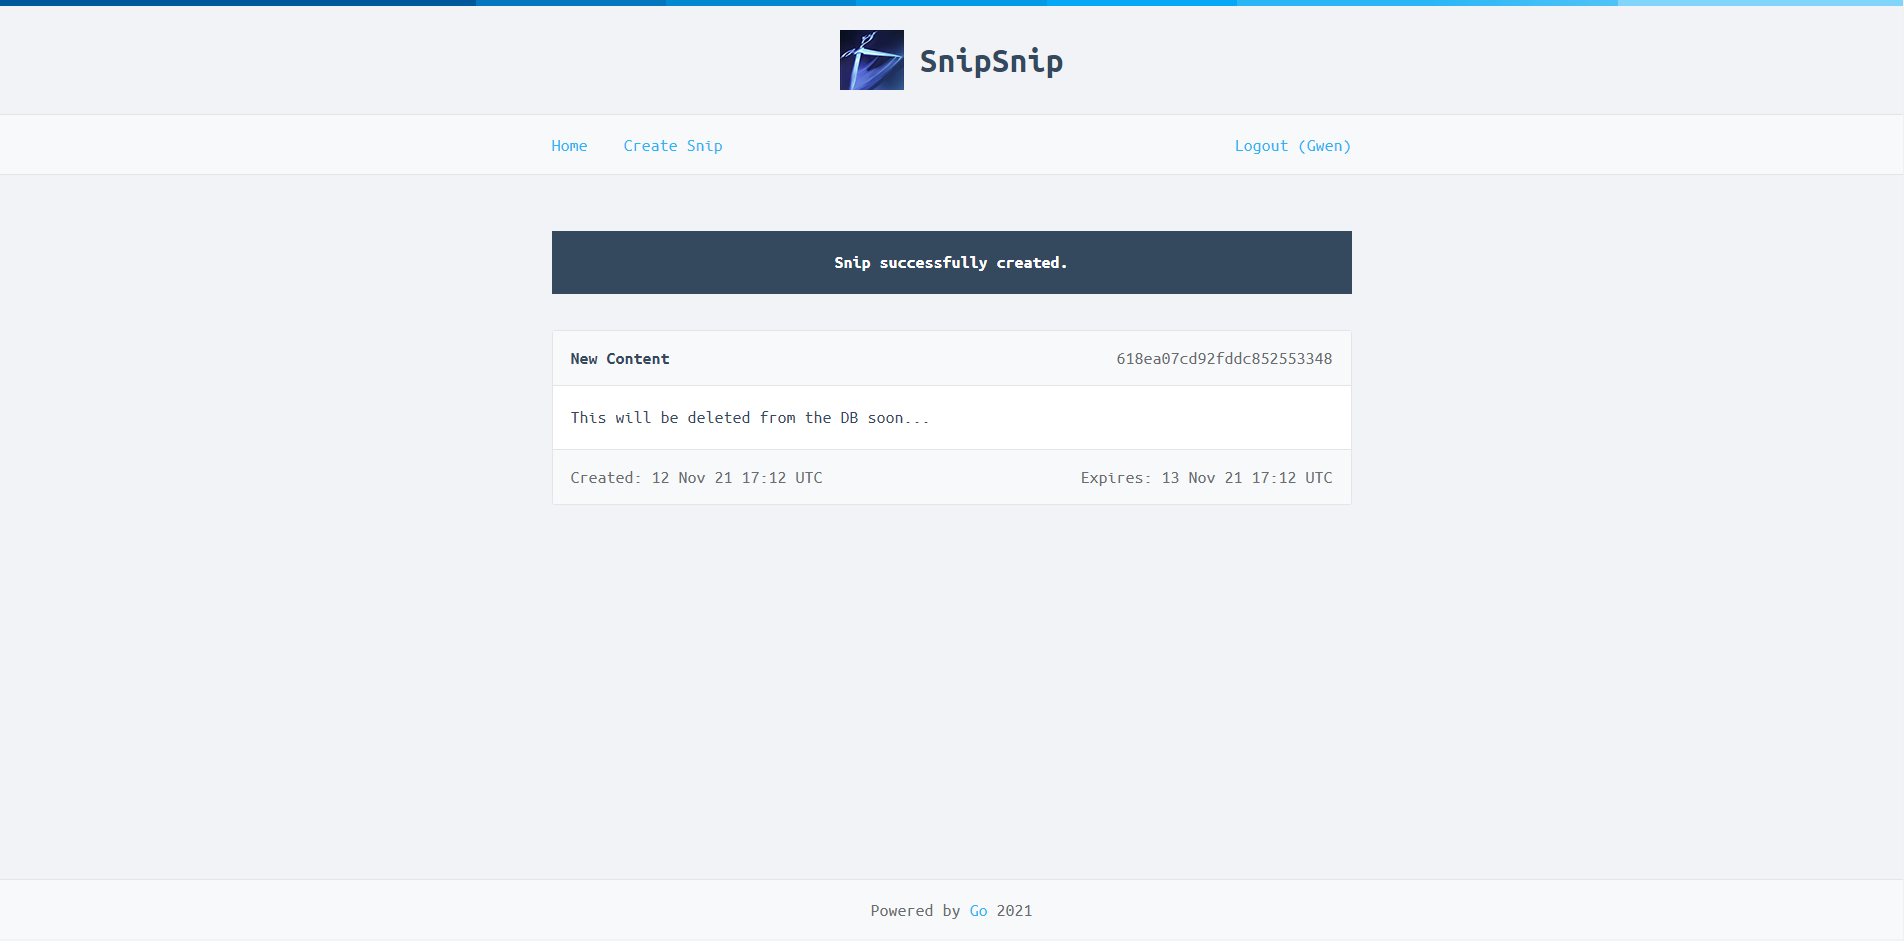 SnipSnip
Home Create Snip Logout (Gwen)
Snip successfully created.
New Content 618ea07cd92fddc852553348
This will be deleted from the DB soon...
Created: 12 Nov 21 17:12 UTC Expires: 13 Nov 21 17:12 UTC
Powered by Go 2021